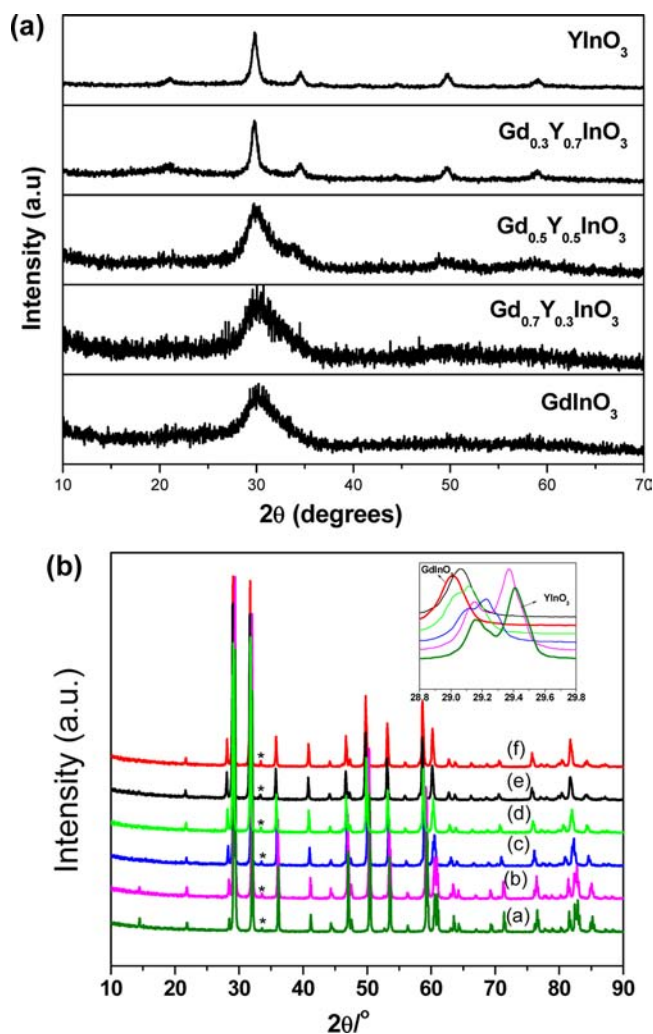 (a)
YInO₃
Gd₀.₃Y₀.₇InO₃
Gd₀.₅Y₀.₅InO₃
Gd₀.₇Y₀.₃InO₃
GdInO₃
Intensity (a.u)
10 20 30 40 50 60 70
2θ (degrees)
(b)
GdInO
YInO₃
28.8 29.0 29.2 29.4 29.6 29.8
(f)
*
(e)
*
(d)
*
(c)
*
(b)
*
(a)
*
Intensity (a.u.)
10 20 30 40 50 60 70 80 90
2θ/°